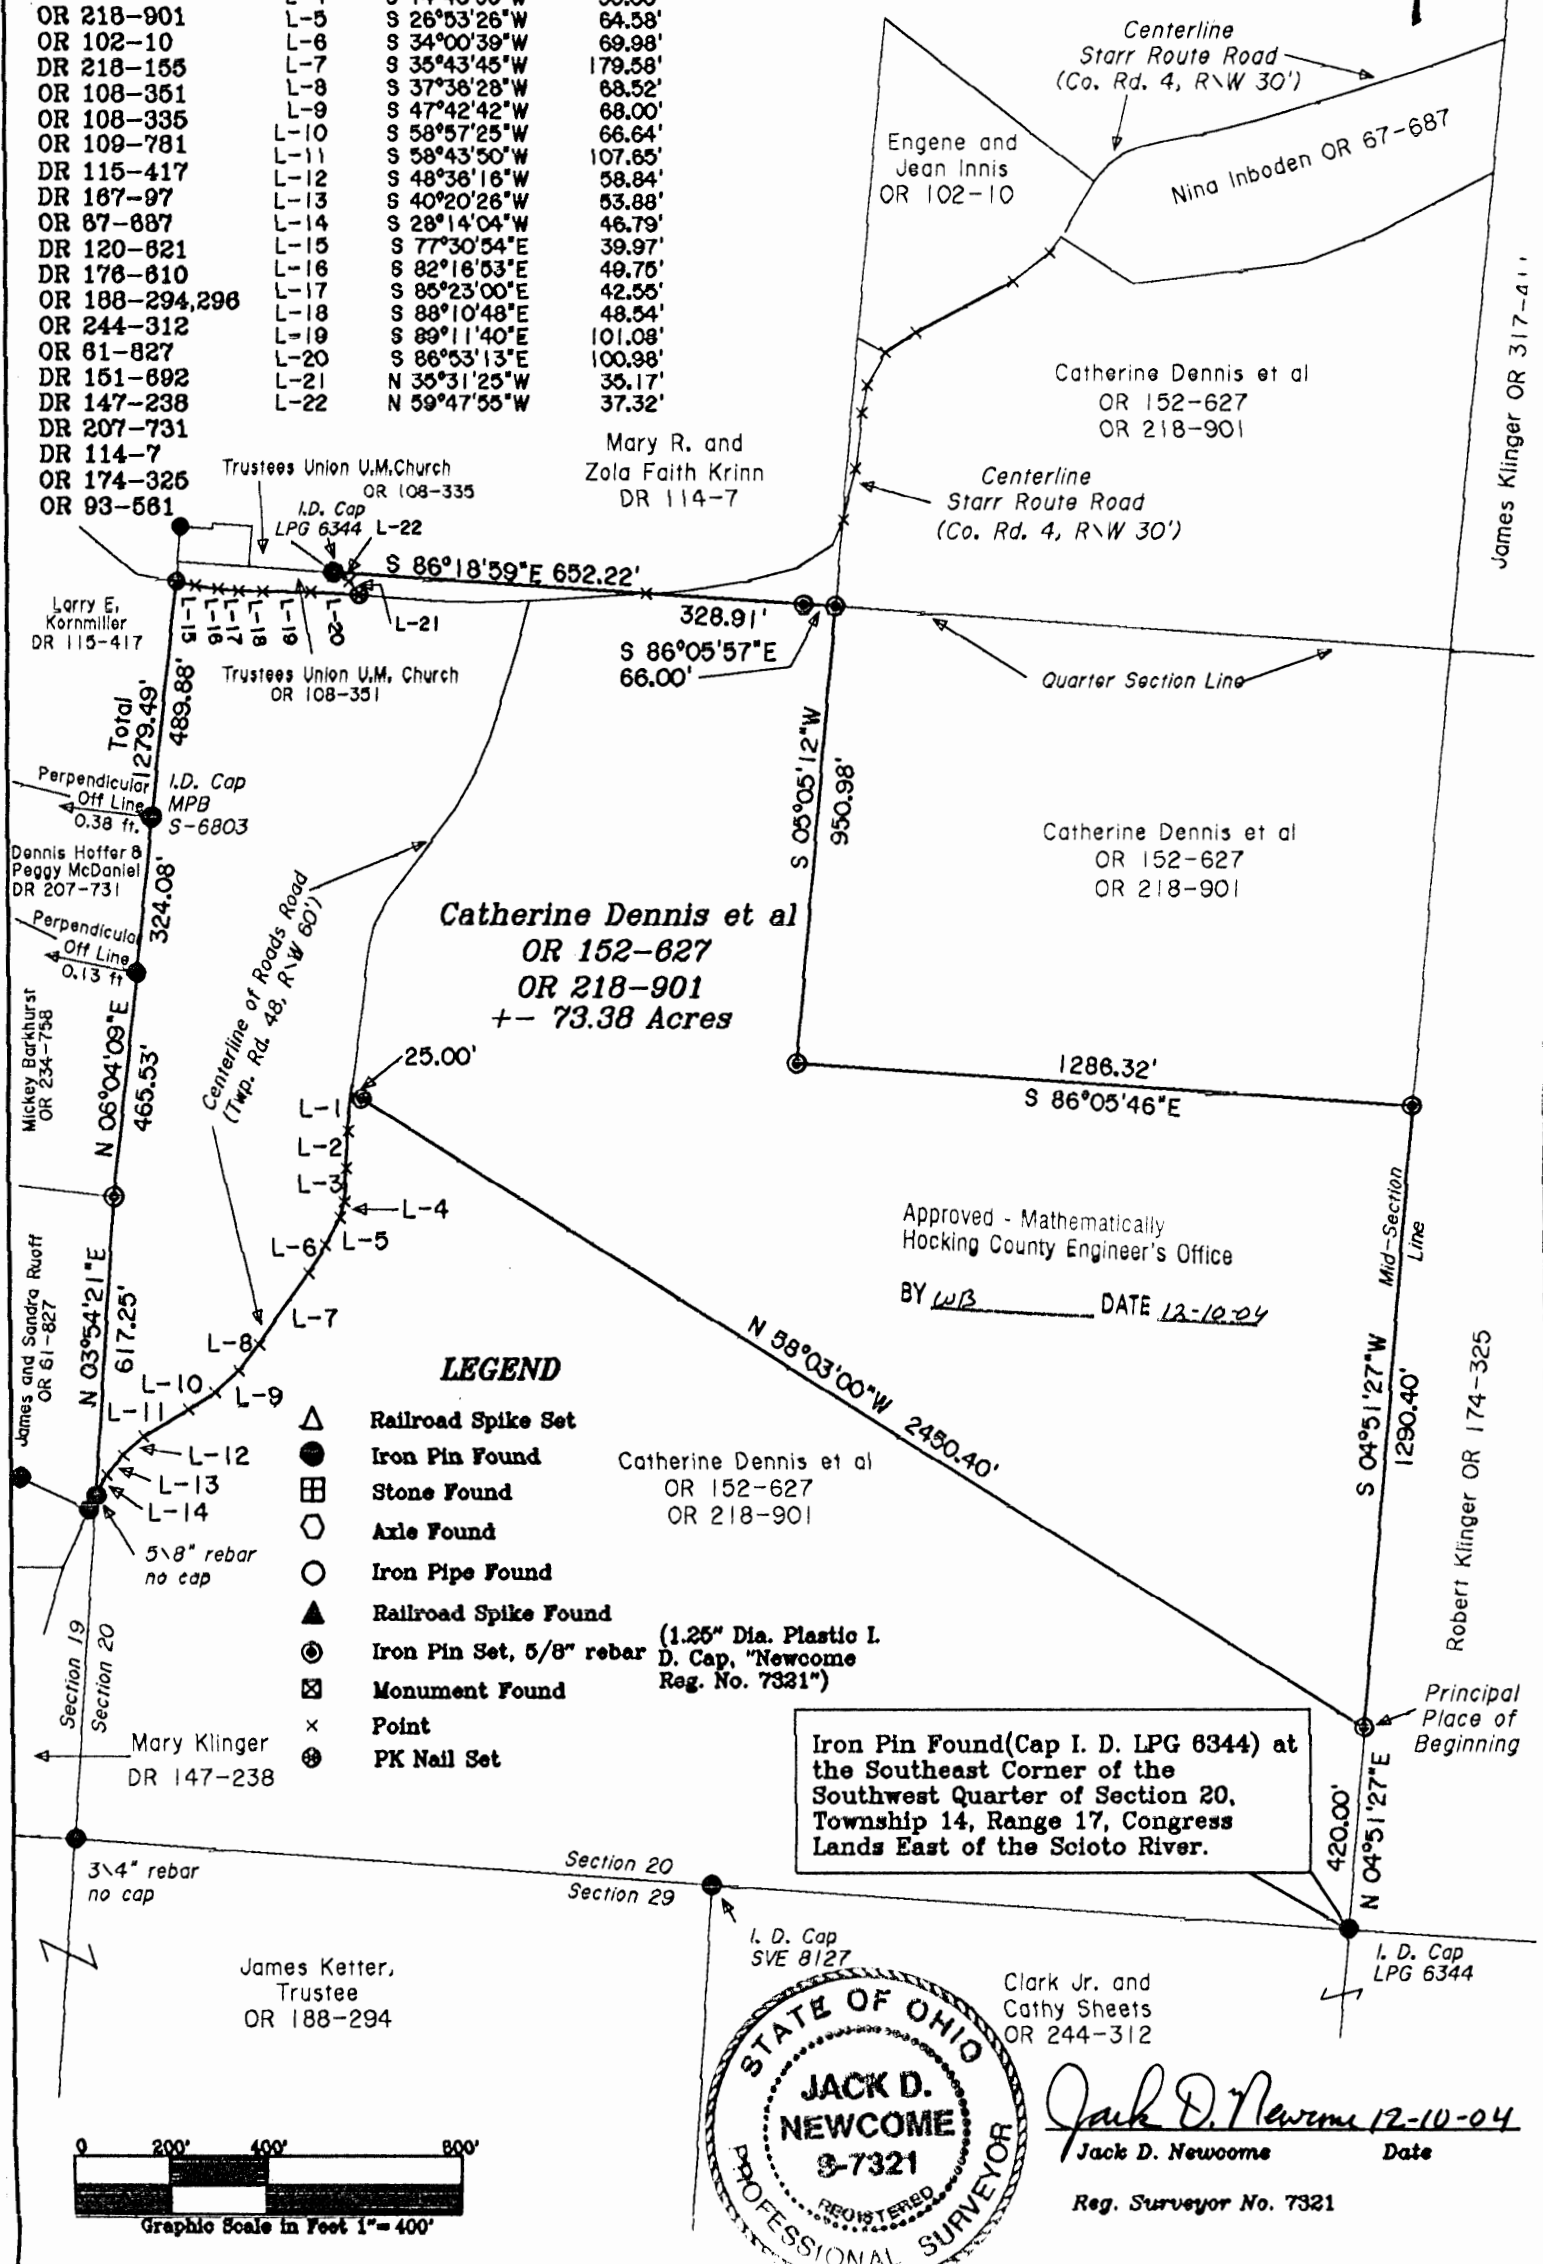 OR 218-901
OR 102-10
DR 218-155
OR 108-351
OR 108-335
OR 109-781
DR 115-417
DR 167-97
OR 67-687
DR 120-621
DR 176-610
OR 188-294,296
OR 244-312
OR 61-827
DR 151-692
DR 147-238
DR 207-731
DR 114-7
OR 174-325
OR 93-561
L-5 S 26°53'26"W 64.58'
L-6 S 34°00'39"W 69.98'
L-7 S 35°43'45"W 179.58'
L-8 S 37°36'28"W 68.52'
L-9 S 47°42'42"W 68.00'
L-10 S 58°57'25"W 66.64'
L-11 S 58°43'50"W 107.65'
L-12 S 48°36'16"W 58.84'
L-13 S 40°20'26"W 53.88'
L-14 S 28°14'04"W 46.79'
L-15 S 77°30'54"E 39.97'
L-16 S 82°16'53"E 49.75'
L-17 S 85°23'00"E 42.55'
L-18 S 88°10'48"E 48.54'
L-19 S 89°11'40"E 101.08'
L-20 S 86°53'13"E 100.98'
L-21 N 35°31'25"W 35.17'
L-22 N 59°47'55"W 37.32'
Centerline
Starr Route Road
(Co. Rd. 4, R\W 30')
Engene and
Jean Innis
OR 102-10
Nina Inboden OR 67-687
James Klinger OR 317-411
Catherine Dennis et al
OR 152-627
OR 218-901
Centerline
Starr Route Road
(Co. Rd. 4, R\W 30')
Mary R. and
Zola Faith Krinn
DR 114-7
Trustees Union U.M.Church
OR 108-335
I.D. Cap
LPG 6344
L-22
S 86°18'59"E 652.22'
328.91'
S 86°05'57"E
66.00'
Quarter Section Line
Larry E.
Kornmiller
DR 115-417
L-15
L-16
L-17
L-18
L-19
L-20
L-21
Trustees Union U.M. Church
OR 108-351
Total
1279.49'
489.88'
Perpendicular
Off Line
0.38 ft.
I.D. Cap
MPB
S-6803
Dennis Hoffer &
Peggy McDaniel
DR 207-731
324.08'
Perpendicular
Off Line
0.13 ft
Mickey Barkhurst
OR 234-758
N 06°04'09"E
465.53'
Centerline of Roads Road
(Twp. Rd. 48, R\W 60')
S 05°05'12"W
950.98'
Catherine Dennis et al
OR 152-627
OR 218-901
+- 73.38 Acres
Catherine Dennis et al
OR 152-627
OR 218-901
25.00'
1286.32'
S 86°05'46"E
L-1
L-2
L-3
L-4
L-5
L-6
L-7
L-8
L-9
L-10
L-11
L-12
L-13
L-14
James and Sandra Ruoff
OR 61-827
N 03°54'21"E
617.25'
5\8" rebar
no cap
Approved - Mathematically
Hocking County Engineer's Office
BY WB DATE 12-10-04
Mid-Section
Line
S 04°51'27"W
1290.40'
Robert Klinger OR 174-325
N 58°03'00"W 2450.40'
LEGEND
Railroad Spike Set
Iron Pin Found
Stone Found
Axle Found
Iron Pipe Found
Railroad Spike Found
Iron Pin Set, 5/8" rebar
(1.25" Dia. Plastic I.
D. Cap, "Newcome
Reg. No. 7321")
Monument Found
Point
PK Nail Set
Catherine Dennis et al
OR 152-627
OR 218-901
Section 19
Section 20
Mary Klinger
DR 147-238
Principal
Place of
Beginning
Iron Pin Found(Cap I. D. LPG 6344) at
the Southeast Corner of the
Southwest Quarter of Section 20,
Township 14, Range 17, Congress
Lands East of the Scioto River.
420.00'
N 04°51'27"E
3\4" rebar
no cap
Section 20
Section 29
I. D. Cap
SVE 8127
I. D. Cap
LPG 6344
James Ketter,
Trustee
OR 188-294
Clark Jr. and
Cathy Sheets
OR 244-312
STATE OF OHIO
JACK D.
NEWCOME
S-7321
REGISTERED
PROFESSIONAL SURVEYOR
Jack D. Newcome 12-10-04
Jack D. Newcome Date
Reg. Surveyor No. 7321
0 200' 400' 800'
Graphic Scale in Feet 1"= 400'